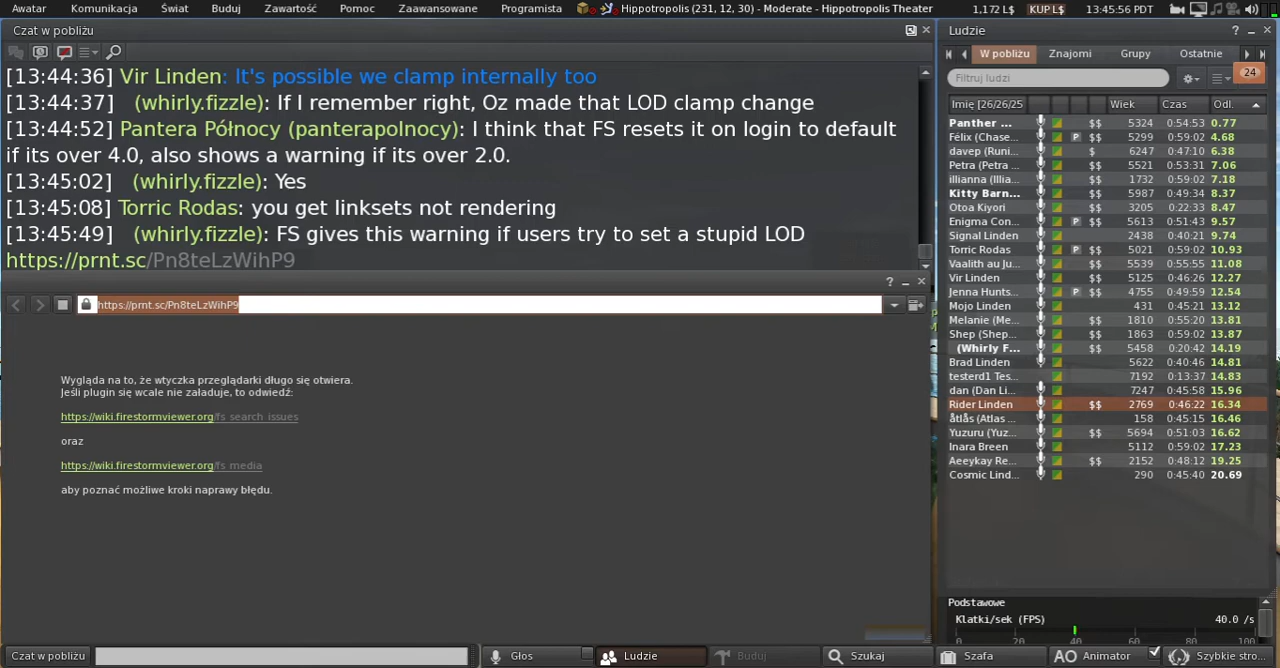 Awatar Komunikacja Świat Buduj Zawartość Pomoc Zaawansowane Programista Hippotropolis (231, 12, 30) - Moderate - Hippotropolis Theater 1,172 L$ KUP L$ 13:45:56 PDT
Czat w pobliżu
[13:44:36] Vir Linden: It's possible we clamp internally too
[13:44:37] (whirly.fizzle): If I remember right, Oz made that LOD clamp change
[13:44:52] Pantera Północy (panterapolnocy): I think that FS resets it on login to default
if its over 4.0, also shows a warning if its over 2.0.
[13:45:02] (whirly.fizzle): Yes
[13:45:08] Torric Rodas: you get linksets not rendering
[13:45:49] (whirly.fizzle): FS gives this warning if users try to set a stupid LOD
https://prnt.sc/Pn8teLzWihP9
?
https://prnt.sc/Pn8teLzWihP9
Wygląda na to, że wtyczka przeglądarki długo się otwiera.
Jeśli plugin się wcale nie załaduje, to odwiedź:
https://wiki.firestormviewer.org/fs_search_issues
oraz
https://wiki.firestormviewer.org/fs_media
aby poznać możliwe kroki naprawy błędu.
Ludzie ?
W pobliżu Znajomi Grupy Ostatnie
Filtruj ludzi 24
Imię [26/26/25 Wiek Czas Odl.
Panther ... $$ 5324 0:54:53 0.77
Félix (Chase... P $$ 5299 0:59:02 4.68
davep (Runi... $ 6247 0:47:10 6.38
Petra (Petra ... $$ 5521 0:53:31 7.06
illianna (Illia... $$ 1732 0:59:02 7.18
Kitty Barn... $$ 5987 0:49:34 8.37
Otoa Kiyori $$ 3205 0:22:33 8.47
Enigma Con... P $$ 5613 0:51:43 9.57
Signal Linden 2438 0:40:21 9.74
Torric Rodas P $$ 5021 0:59:02 10.93
Vaalith au Ju... $$ 5539 0:55:55 11.08
Vir Linden $$ 5125 0:46:26 12.27
Jenna Hunts... P $$ 4755 0:49:59 12.54
Mojo Linden 431 0:45:21 13.12
Melanie (Me... $$ 1810 0:55:20 13.81
Shep (Shep... $$ 1863 0:59:02 13.87
(Whirly F... $$ 5458 0:20:42 14.19
Brad Linden 5622 0:40:46 14.81
testerd1 Tes... 7192 0:13:37 14.83
dan (Dan Li... 7247 0:45:58 15.96
Rider Linden $$ 2769 0:46:22 16.34
åtlås (Atlas ... 158 0:45:15 16.46
Yuzuru (Yuz... $$ 5694 0:51:03 16.62
Inara Breen 5112 0:59:02 17.23
Aeeykay Re... $$ 2152 0:48:12 19.25
Cosmic Lind... 290 0:45:40 20.69
Podstawowe
Klatki/sek (FPS) 40.0 /s
0 20 40 60 80 100
Czat w pobliżu Głos Ludzie Buduj Szukaj Szafa AO Animator Szybkie stro...